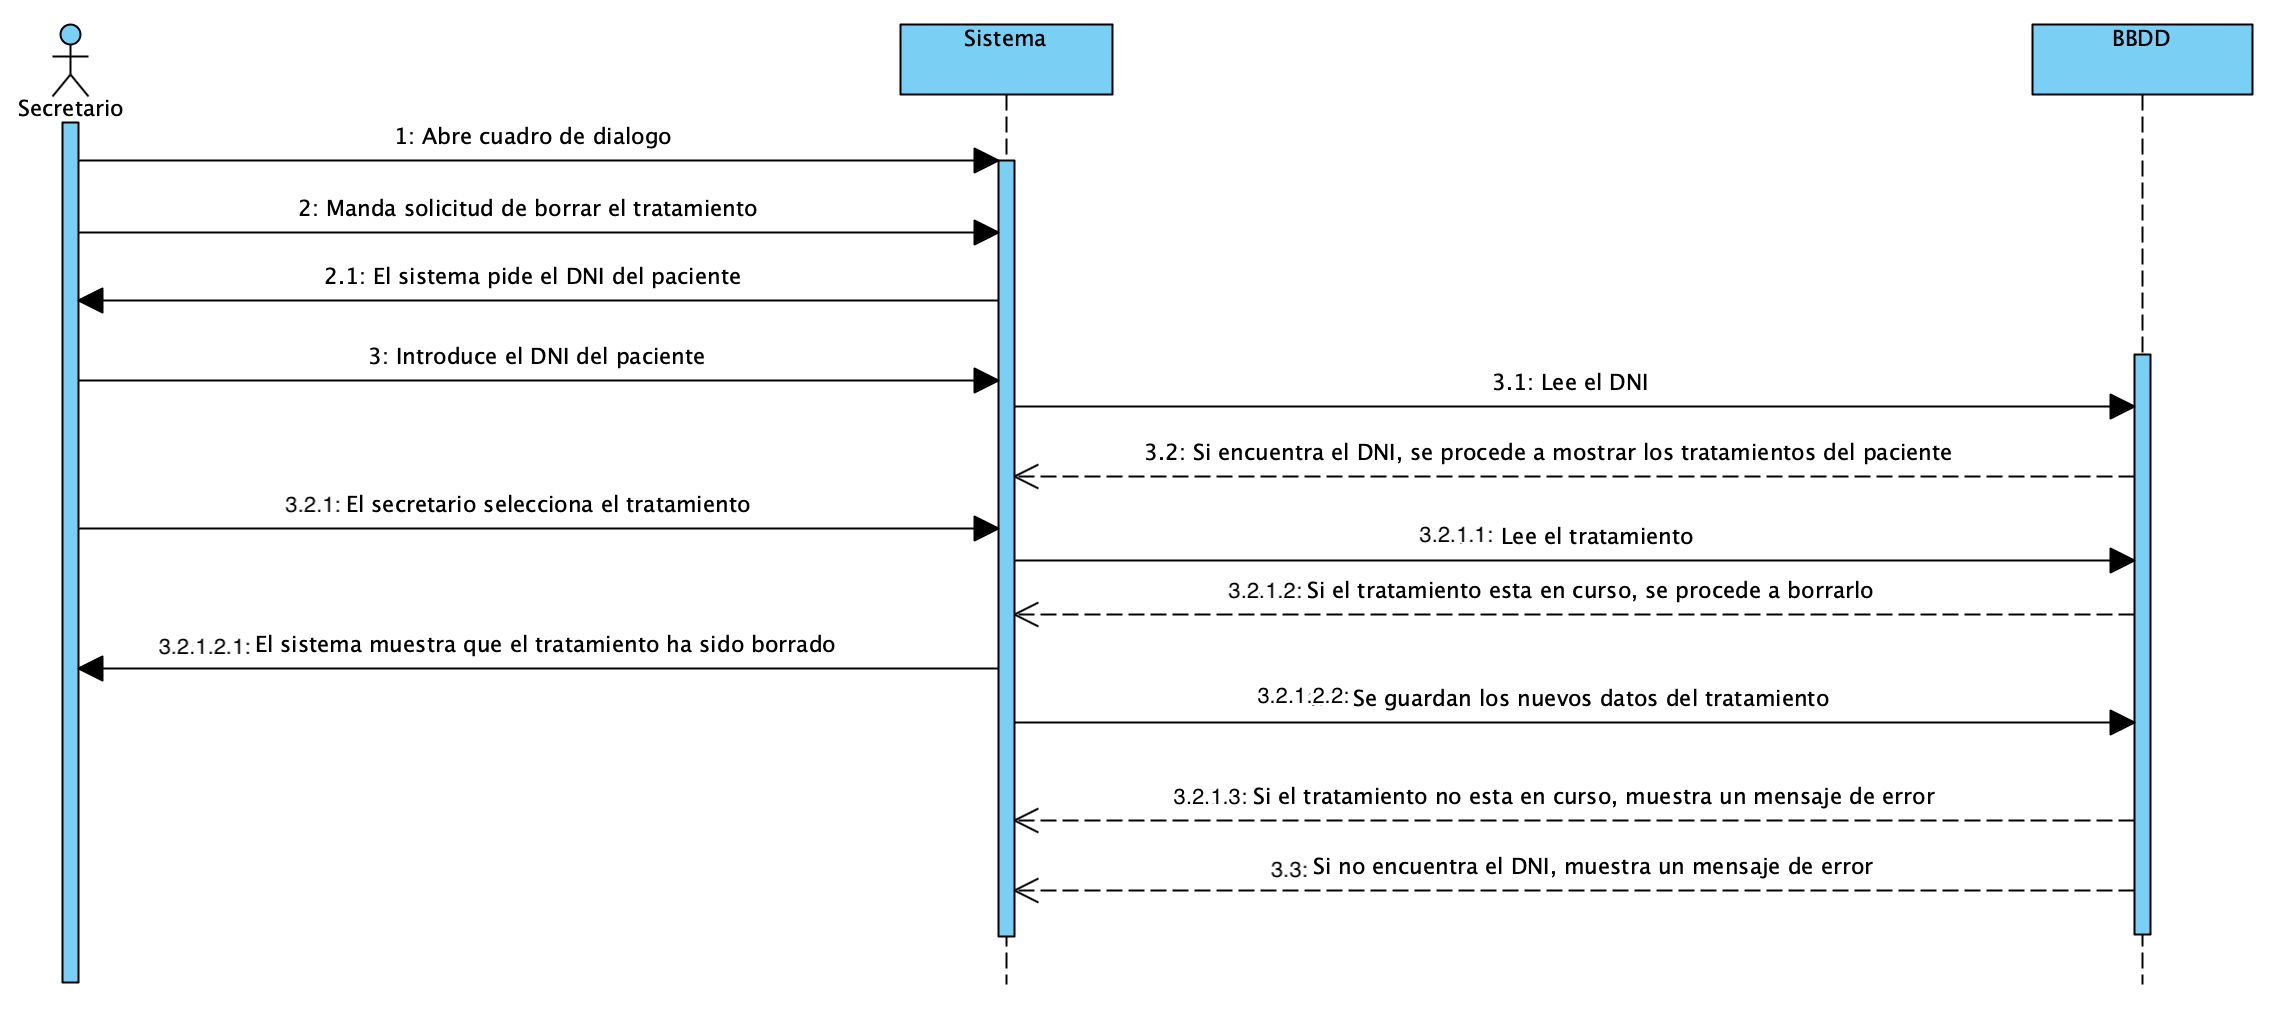 Sistema
BBDD
Secretario
1: Abre cuadro de dialogo
2: Manda solicitud de borrar el tratamiento
2.1: El sistema pide el DNI del paciente
3: Introduce el DNI del paciente
3.1: Lee el DNI
3.2: Si encuentra el DNI, se procede a mostrar los tratamientos del paciente
3.2.1: El secretario selecciona el tratamiento
3.2.1.1: Lee el tratamiento
3.2.1.2: Si el tratamiento esta en curso, se procede a borrarlo
3.2.1.2.1: El sistema muestra que el tratamiento ha sido borrado
3.2.1.2.2: Se guardan los nuevos datos del tratamiento
3.2.1.3: Si el tratamiento no esta en curso, muestra un mensaje de error
3.3: Si no encuentra el DNI, muestra un mensaje de error